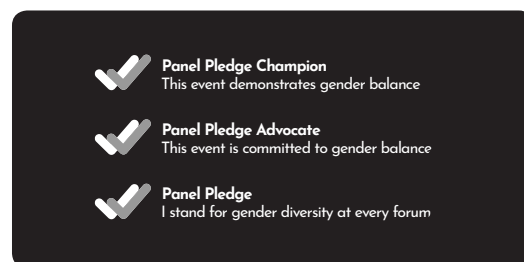 Panel Pledge Champion
This event demonstrates gender balance
Panel Pledge Advocate
This event is committed to gender balance
Panel Pledge
I stand for gender diversity at every forum